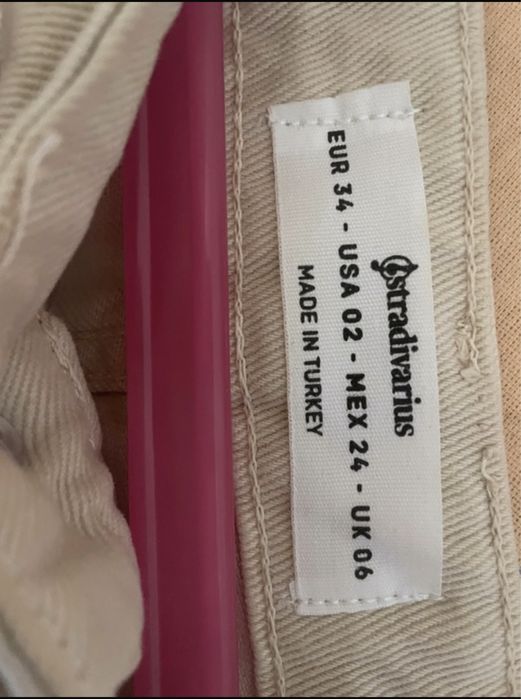 stradivarius
EUR 34 - USA 02 - MEX 24 - UK 06
MADE IN TURKEY